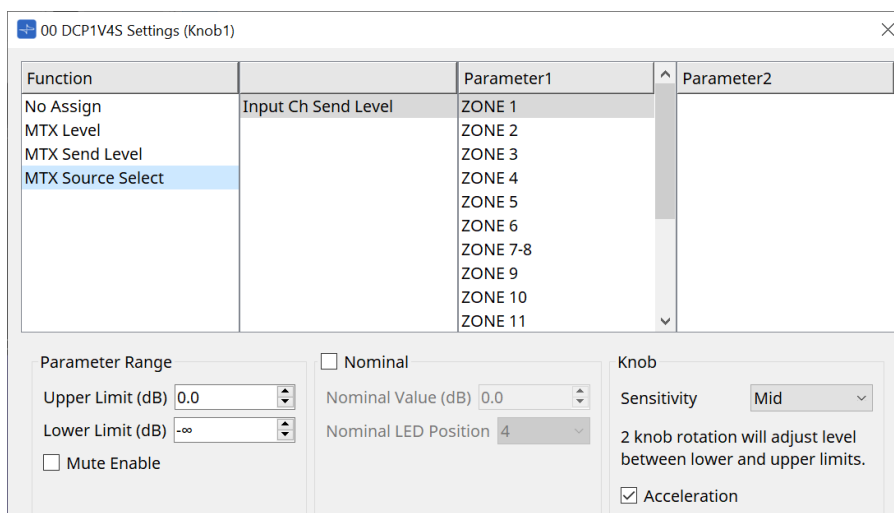 00 DCP1V4S Settings (Knob1)
Function
Parameter1
Parameter2
No Assign
Input Ch Send Level
ZONE 1
MTX Level
ZONE 2
MTX Send Level
ZONE 3
MTX Source Select
ZONE 4
ZONE 5
ZONE 6
ZONE 7-8
ZONE 9
ZONE 10
ZONE 11
Parameter Range
Upper Limit (dB) 0.0
Lower Limit (dB) -∞
Mute Enable
Nominal
Nominal Value (dB) 0.0
Nominal LED Position 4
Knob
Sensitivity Mid
2 knob rotation will adjust level
between lower and upper limits.
Acceleration